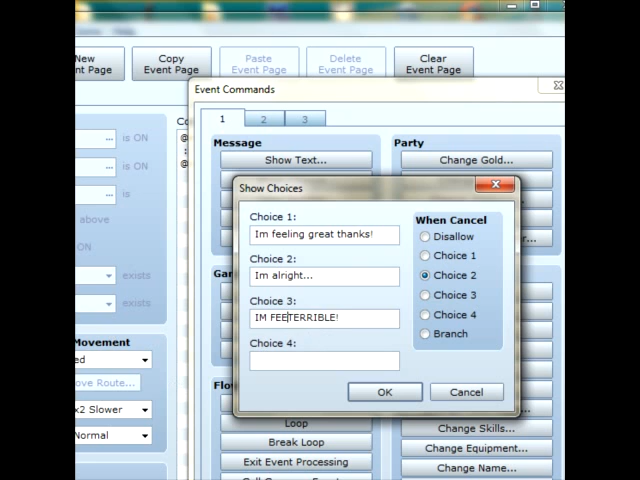 New
Copy
Paste
Delete
Clear
nt Page
Event Page
Event Page
Event Page
Event Page
Event Commands
1
2
3
is ON
is ON
is
above
ON
exists
exists
Message
Party
Show Text...
Change Gold...
Show Choices
Choice 1:
Im feeling great thanks!
Choice 2:
Im alright...
Choice 3:
IM FEETERRIBLE!
Choice 4:
When Cancel
Disallow
Choice 1
Choice 2
Choice 3
Choice 4
Branch
OK
Cancel
Movement
ove Route...
x2 Slower
Normal
Loop
Break Loop
Exit Event Processing
Change Skills...
Change Equipment...
Change Name...